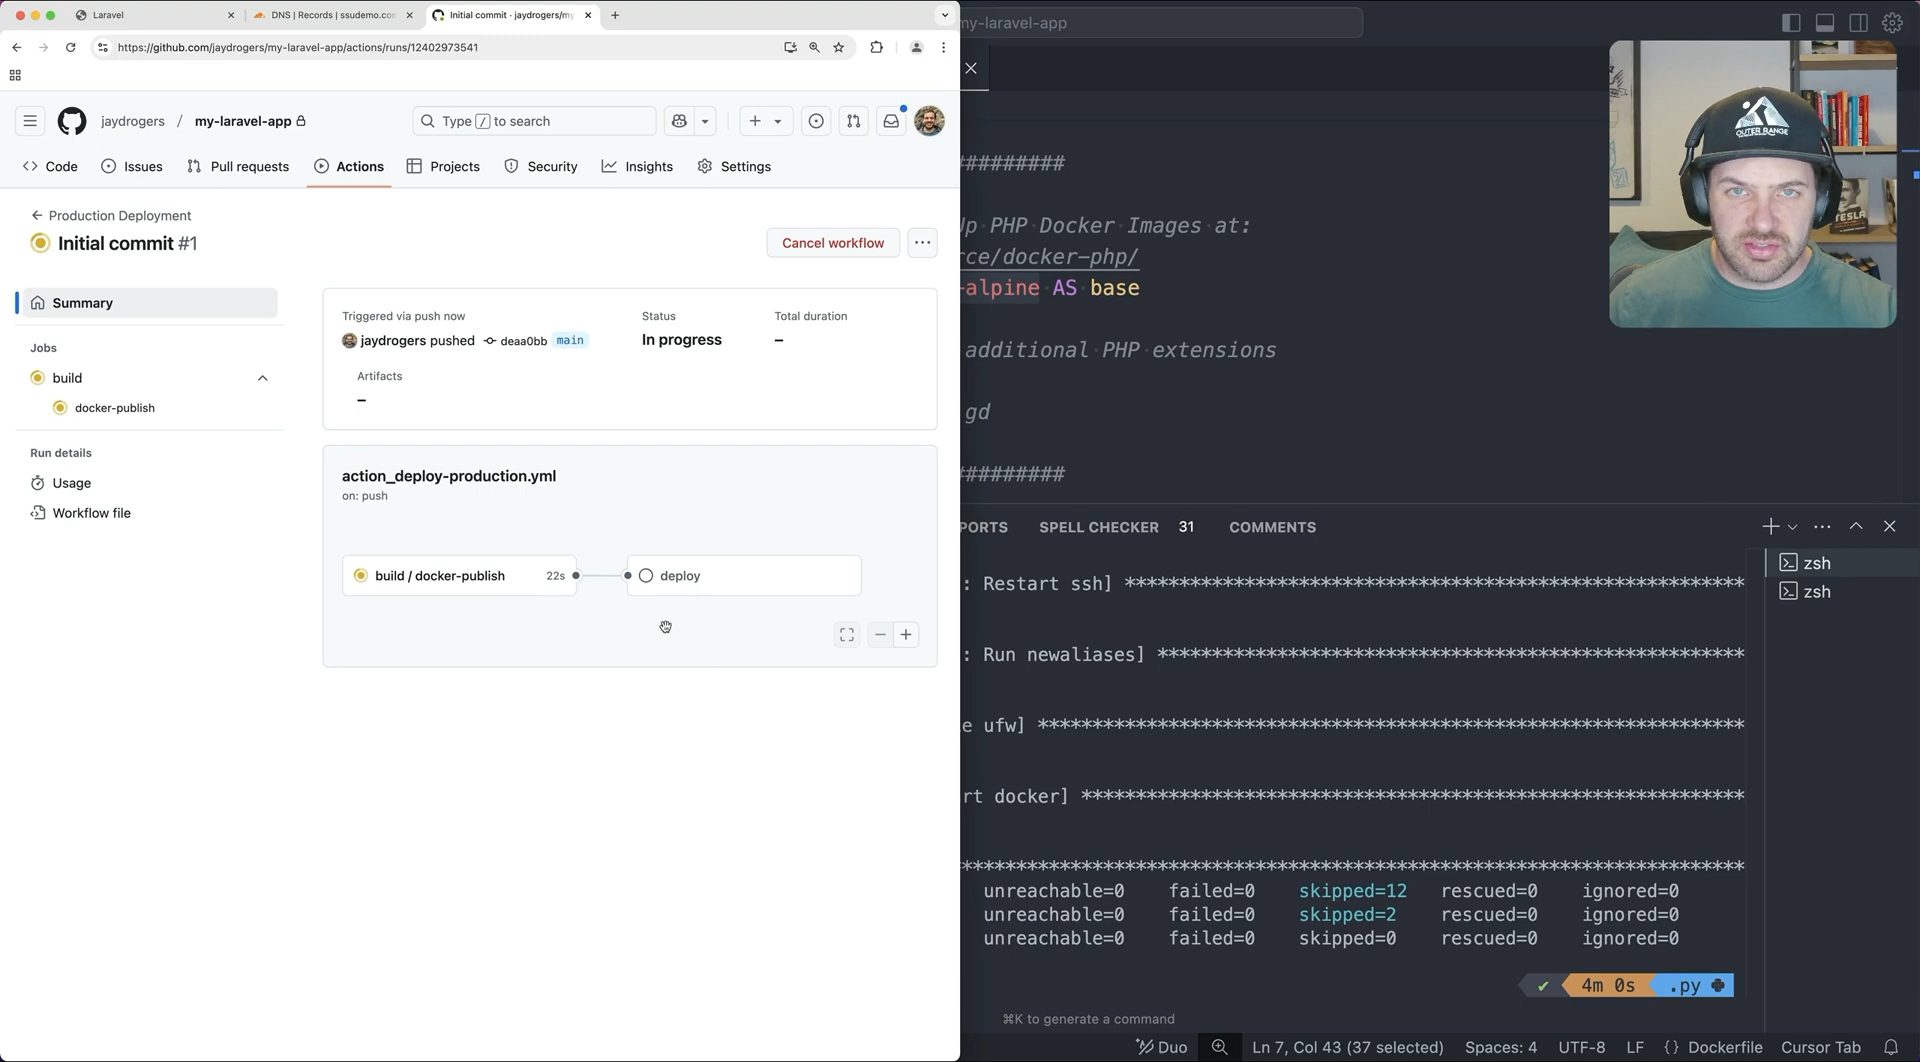 Laravel
DNS | Records | ssudemo.co
Initial commit · jaydrogers/my
https://github.com/jaydrogers/my-laravel-app/actions/runs/12402973541
jaydrogers / my-laravel-app
Type / to search
Code
Issues
Pull requests
Actions
Projects
Security
Insights
Settings
Production Deployment
Initial commit #1
Cancel workflow
Summary
Jobs
build
docker-publish
Run details
Usage
Workflow file
Triggered via push now
jaydrogers pushed deaa0bb main
Status
In progress
Total duration
–
Artifacts
–
action_deploy-production.yml
on: push
build / docker-publish 22s
deploy
my-laravel-app
OUTER RANGE
TESLA
##########
Up PHP Docker Images at:
rce/docker-php/
-alpine AS base
additional PHP extensions
gd
##########
PORTS SPELL CHECKER 31 COMMENTS
zsh
zsh
: Restart ssh] **********************************************************
: Run newaliases] *******************************************************
e ufw] ******************************************************************
rt docker] **************************************************************
*************************************************************************
unreachable=0 failed=0 skipped=12 rescued=0 ignored=0
unreachable=0 failed=0 skipped=2 rescued=0 ignored=0
unreachable=0 failed=0 skipped=0 rescued=0 ignored=0
✔ 4m 0s .py
⌘K to generate a command
Duo
Ln 7, Col 43 (37 selected) Spaces: 4 UTF-8 LF {} Dockerfile Cursor Tab